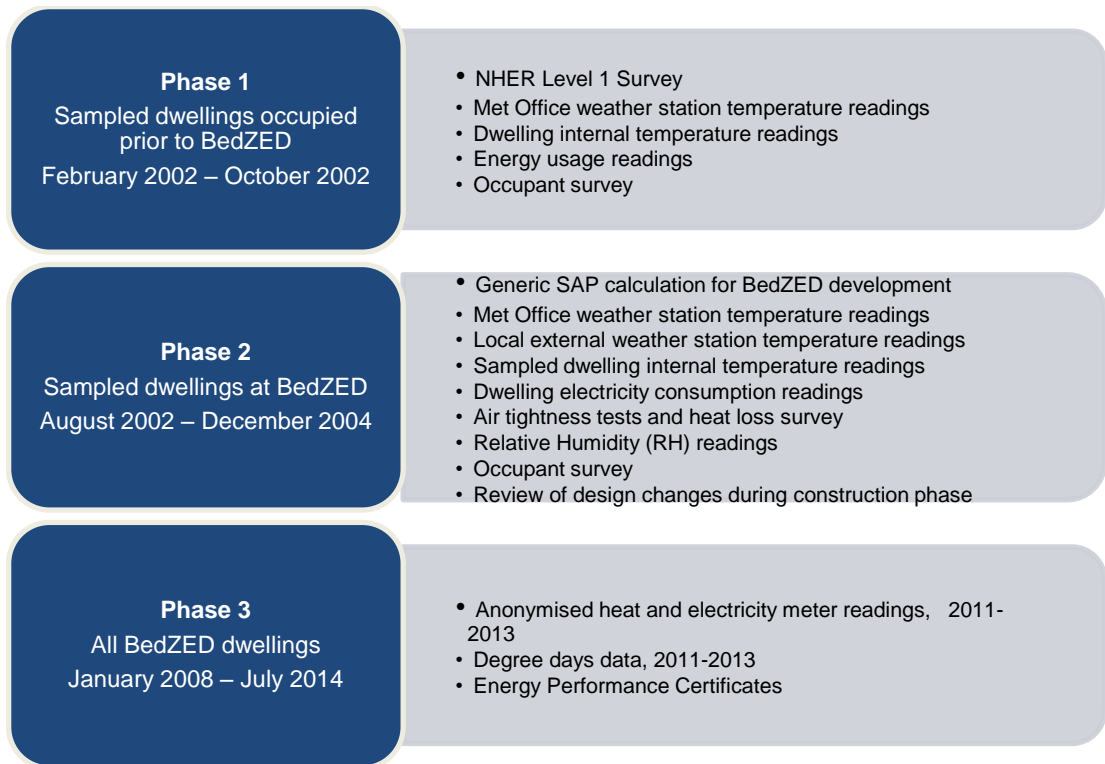 Phase 1
Sampled dwellings occupied
prior to BedZED
February 2002 – October 2002
• NHER Level 1 Survey
• Met Office weather station temperature readings
• Dwelling internal temperature readings
• Energy usage readings
• Occupant survey
Phase 2
Sampled dwellings at BedZED
August 2002 – December 2004
• Generic SAP calculation for BedZED development
• Met Office weather station temperature readings
• Local external weather station temperature readings
• Sampled dwelling internal temperature readings
• Dwelling electricity consumption readings
• Air tightness tests and heat loss survey
• Relative Humidity (RH) readings
• Occupant survey
• Review of design changes during construction phase
Phase 3
All BedZED dwellings
January 2008 – July 2014
• Anonymised heat and electricity meter readings, 2011-
2013
• Degree days data, 2011-2013
• Energy Performance Certificates